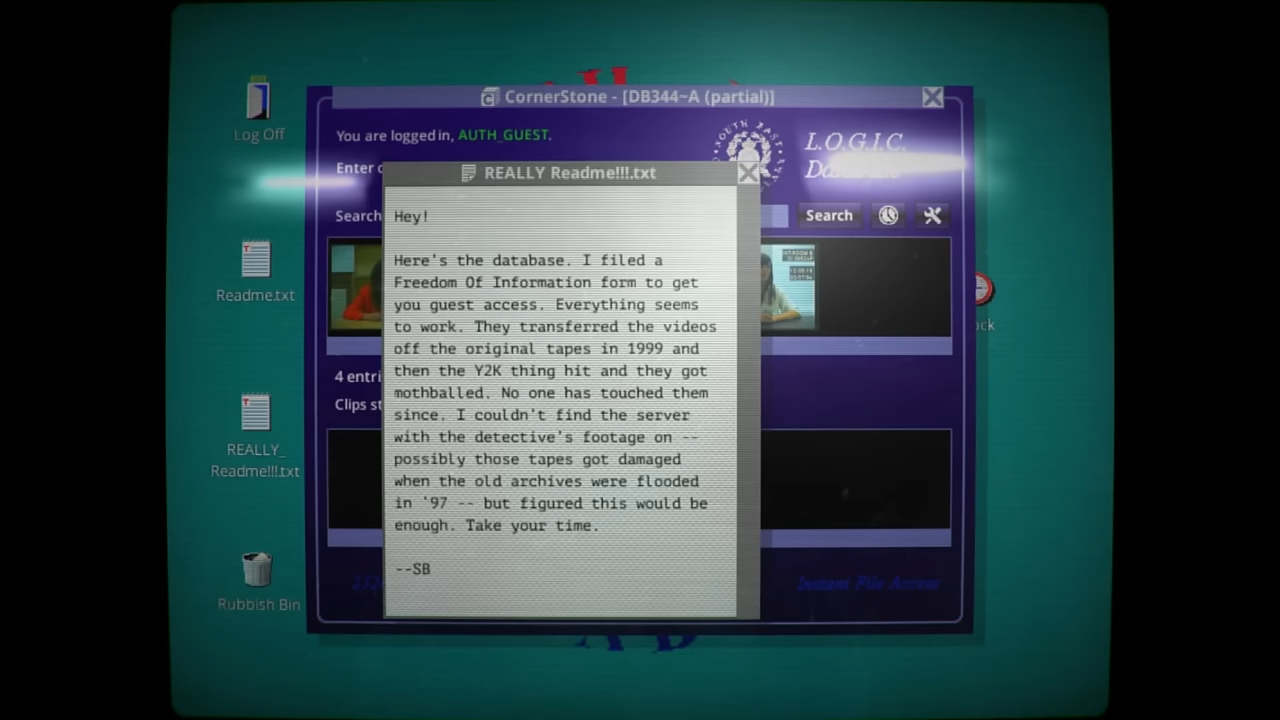 CornerStone - [DB344~A (partial)]
Log Off
You are logged in, AUTH_GUEST.
SOUTH EAST
L.O.G.I.C.
Enter
REALLY Readme!!!.txt
Search
Search
Hey!
Here's the database. I filed a
Freedom Of Information form to get
you guest access. Everything seems
to work. They transferred the videos
off the original tapes in 1999 and
then the Y2K thing hit and they got
mothballed. No one has touched them
since. I couldn't find the server
with the detective's footage on --
possibly those tapes got damaged
when the old archives were flooded
in '97 -- but figured this would be
enough. Take your time.
--SB
Readme.txt
4 entri
Clips st
REALLY_
Readme!!!.txt
Instant File Access
Rubbish Bin